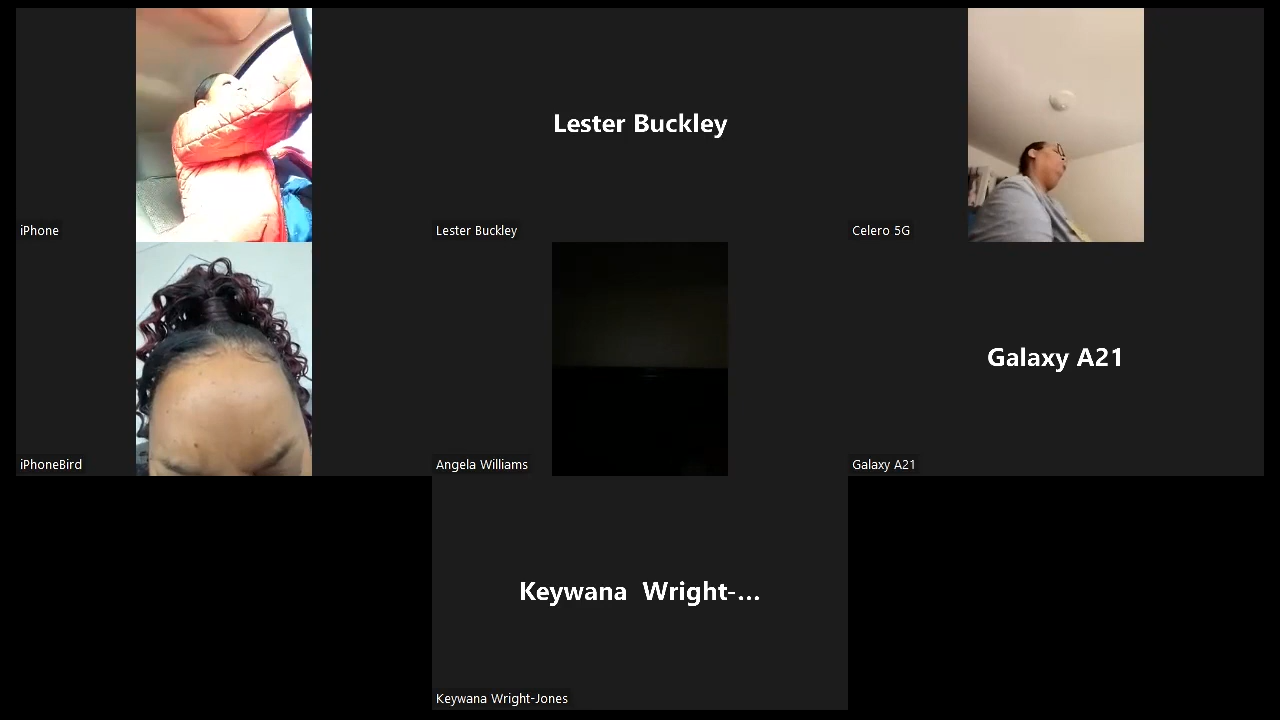 Lester Buckley
iPhone
Lester Buckley
Celero 5G
Galaxy A21
iPhoneBird
Angela Williams
Galaxy A21
Keywana Wright-...
Keywana Wright-Jones